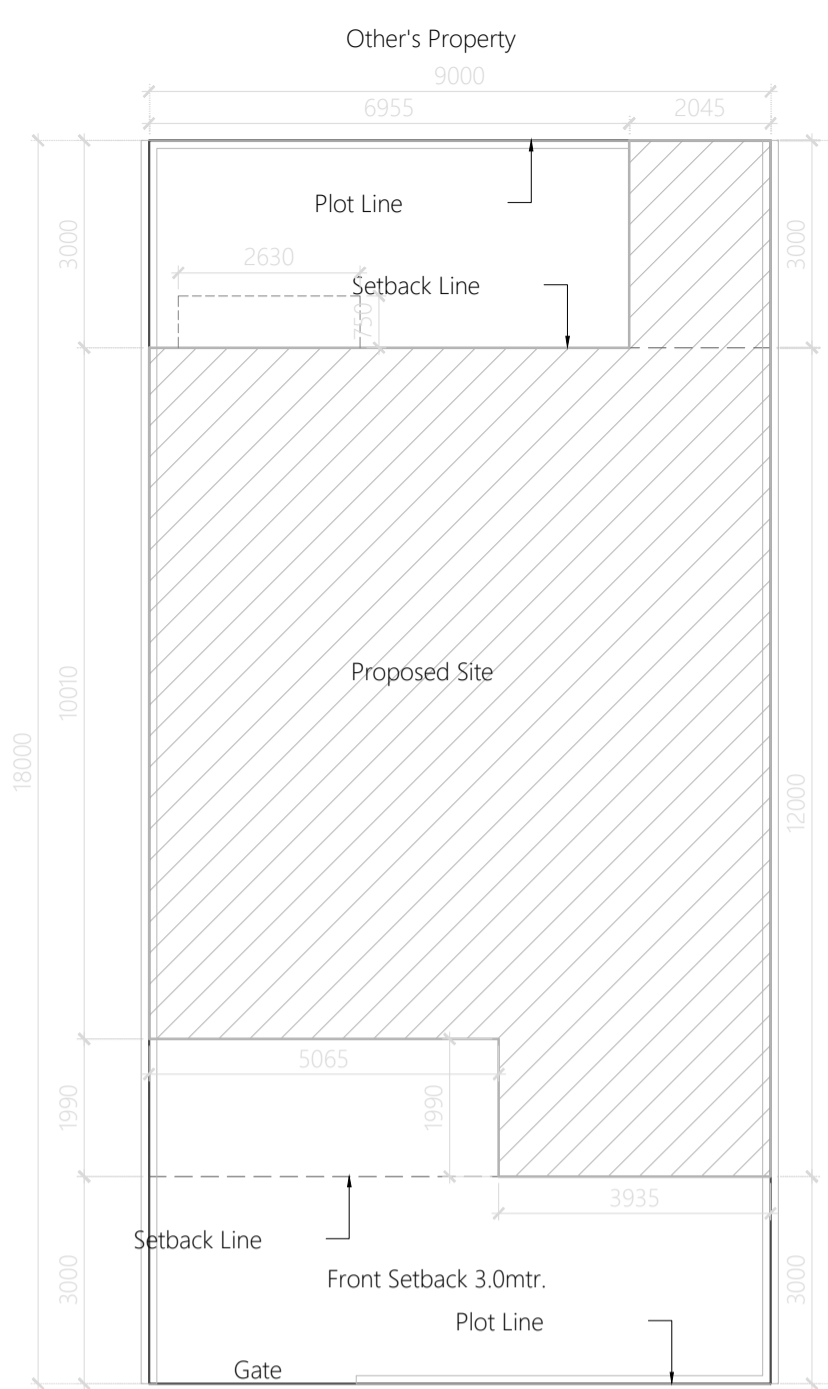 Other's Property
9000
6955
2045
Plot Line
3000
3000
2630
Setback Line
750
Proposed Site
10010
18000
12000
5065
1990
1990
3935
Setback Line
3000
Front Setback 3.0mtr.
3000
Plot Line
Gate